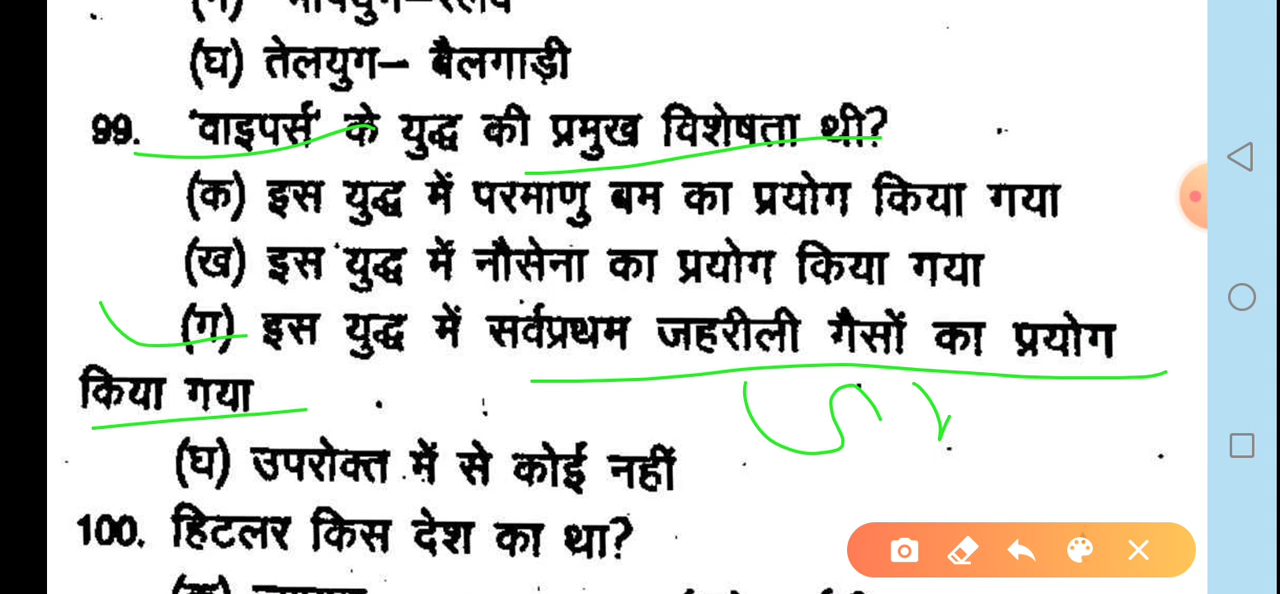 (घ) तेलयुग– बैलगाड़ी
99. 'वाइपर्स' के युद्ध की प्रमुख विशेषता थी?
(क) इस युद्ध में परमाणु बम का प्रयोग किया गया
(ख) इस युद्ध में नौसेना का प्रयोग किया गया
(ग) इस युद्ध में सर्वप्रथम जहरीली गैसों का प्रयोग
किया गया
(घ) उपरोक्त में से कोई नहीं
100. हिटलर किस देश का था?